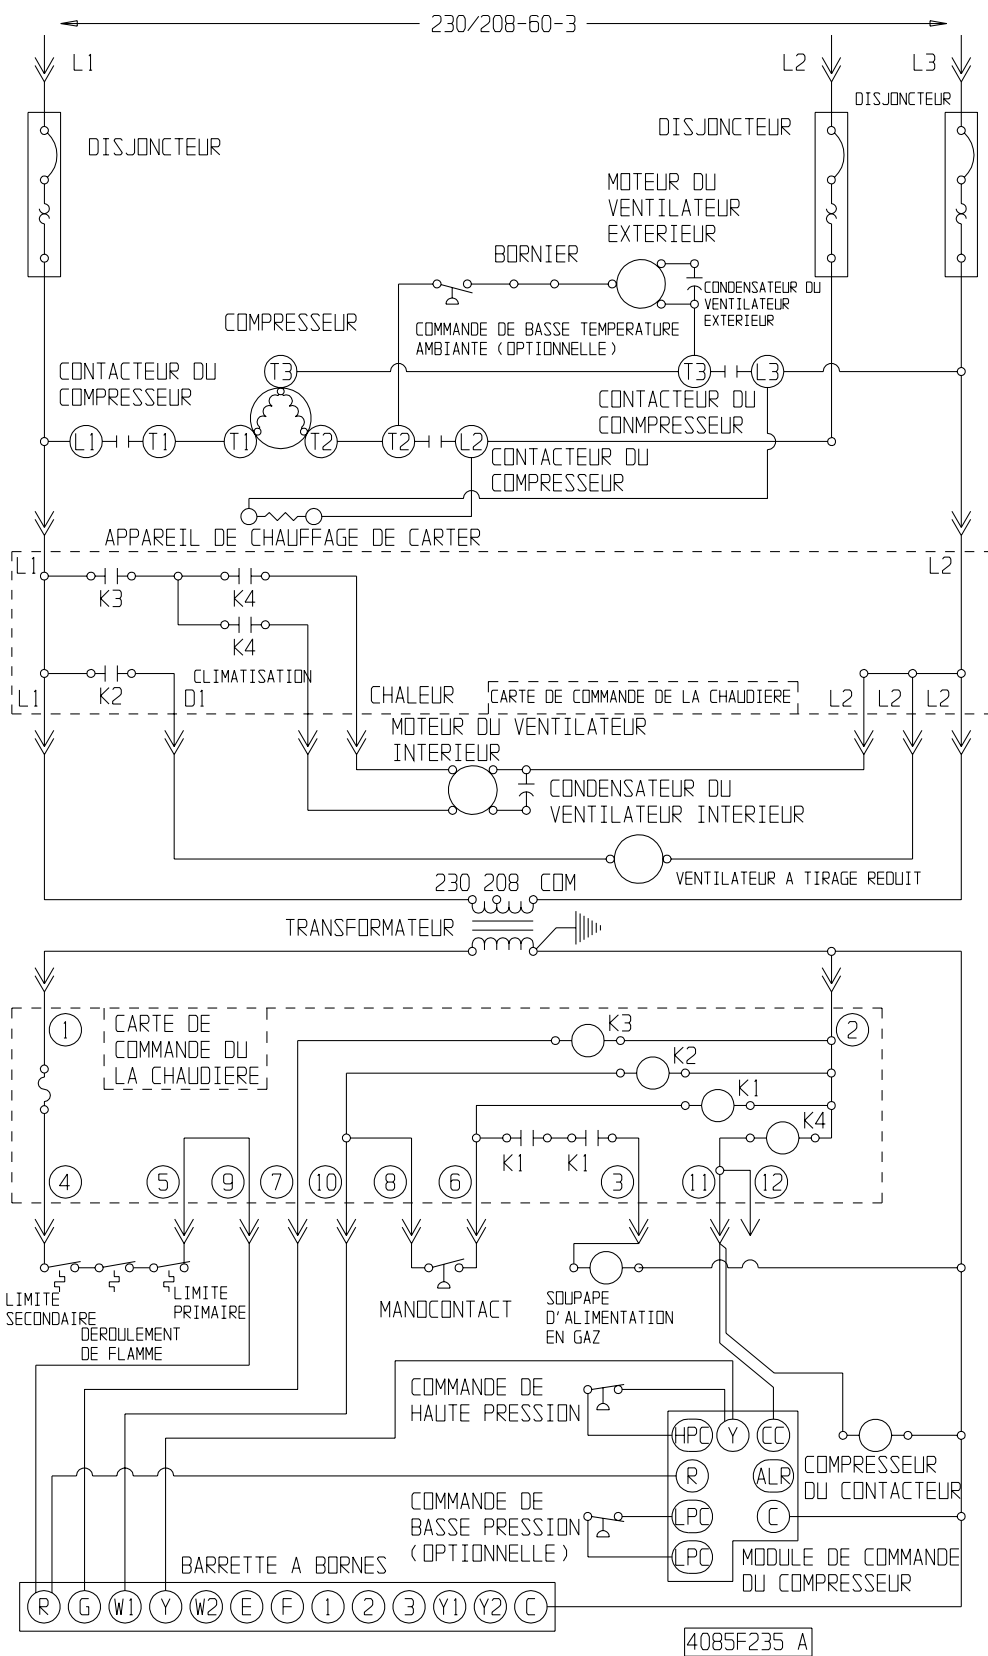 230/208-60-3
L1
L2
L3
DISJONCTEUR
DISJONCTEUR
DISJONCTEUR
MOTEUR DU
VENTILATEUR
EXTERIEUR
BORNIER
CONDENSATEUR DU
VENTILATEUR
EXTERIEUR
COMMANDE DE BASSE TEMPERATURE
AMBIANTE (OPTIONNELLE)
COMPRESSEUR
CONTACTEUR DU
COMPRESSEUR
T3
T3
L3
CONTACTEUR DU
CONMPRESSEUR
L1
T1
T1
T2
T2
L2
CONTACTEUR DU
COMPRESSEUR
APPAREIL DE CHAUFFAGE DE CARTER
L1
L2
K3
K4
K4
CLIMATISATION
L1
K2
D1
CHALEUR
CARTE DE COMMANDE DE LA CHAUDIERE
L2
L2
L2
MOTEUR DU VENTILATEUR
INTERIEUR
CONDENSATEUR DU
VENTILATEUR INTERIEUR
VENTILATEUR A TIRAGE REDUIT
230 208 COM
TRANSFORMATEUR
1
CARTE DE
COMMANDE DU
LA CHAUDIERE
K3
2
K2
K1
K4
K1
K1
4
5
9
7
10
8
6
3
11
12
LIMITE
SECONDAIRE
DEROULEMENT
DE FLAMME
LIMITE
PRIMAIRE
MANOCONTACT
SOUPAPE
D'ALIMENTATION
EN GAZ
COMMANDE DE
HAUTE PRESSION
HPC
Y
CC
R
ALR
COMPRESSEUR
DU CONTACTEUR
COMMANDE DE
BASSE PRESSION
(OPTIONNELLE)
LPC
C
LPC
MODULE DE COMMANDE
DU COMPRESSEUR
BARRETTE A BORNES
R G W1 Y W2 E F 1 2 3 Y1 Y2 C
4085F235 A